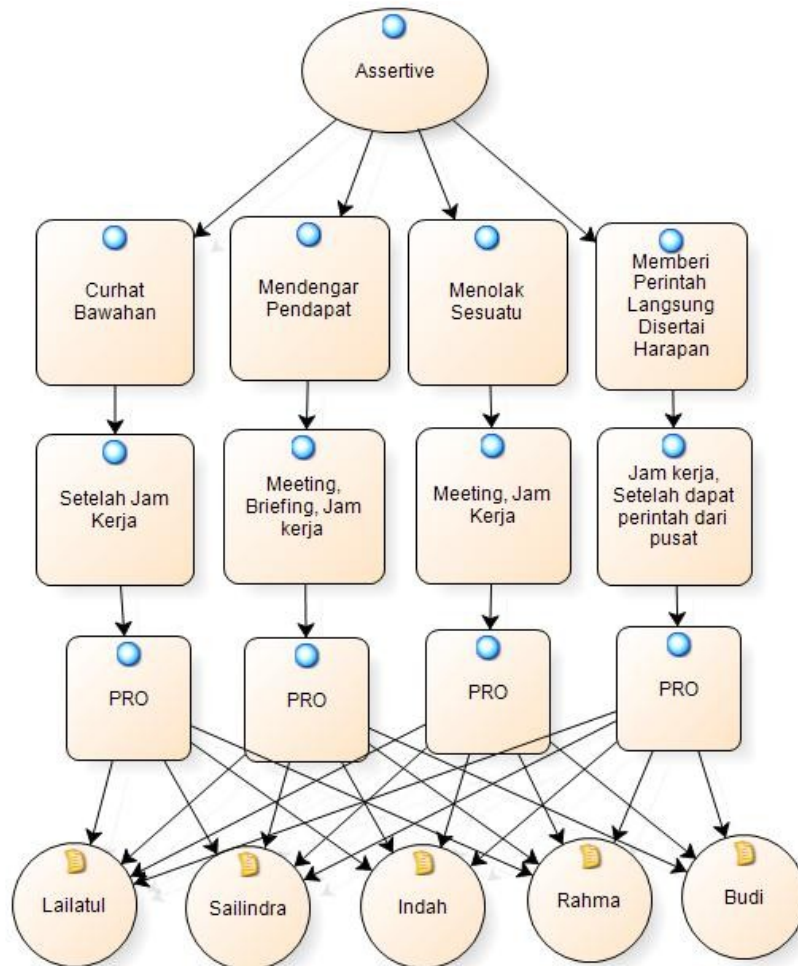 Assertive
Curhat
Bawahan
Mendengar
Pendapat
Menolak
Sesuatu
Memberi
Perintah
Langsung
Disertai
Harapan
Setelah Jam
Kerja
Meeting,
Briefing, Jam
kerja
Meeting, Jam
Kerja
Jam kerja,
Setelah dapat
perintah dari
pusat
PRO
PRO
PRO
PRO
Lailatul
Sailindra
Indah
Rahma
Budi